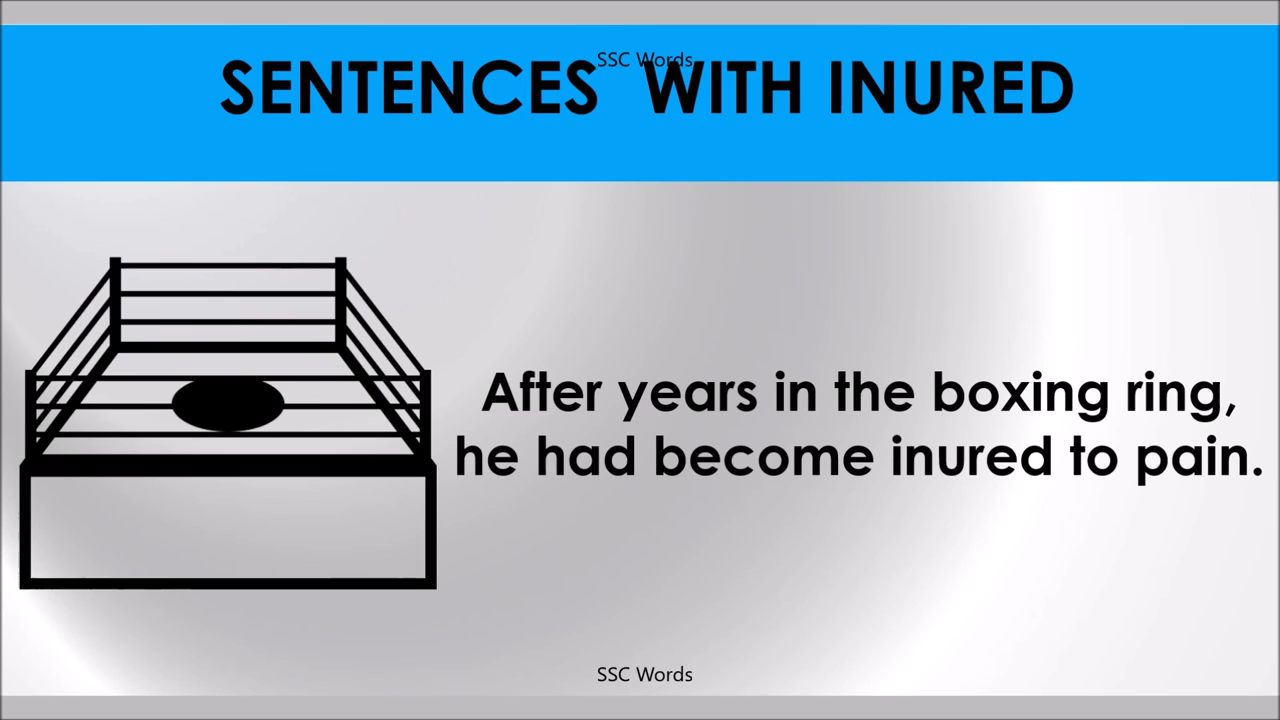 SSC Words
SENTENCES WITH INURED
After years in the boxing ring,
he had become inured to pain.
SSC Words